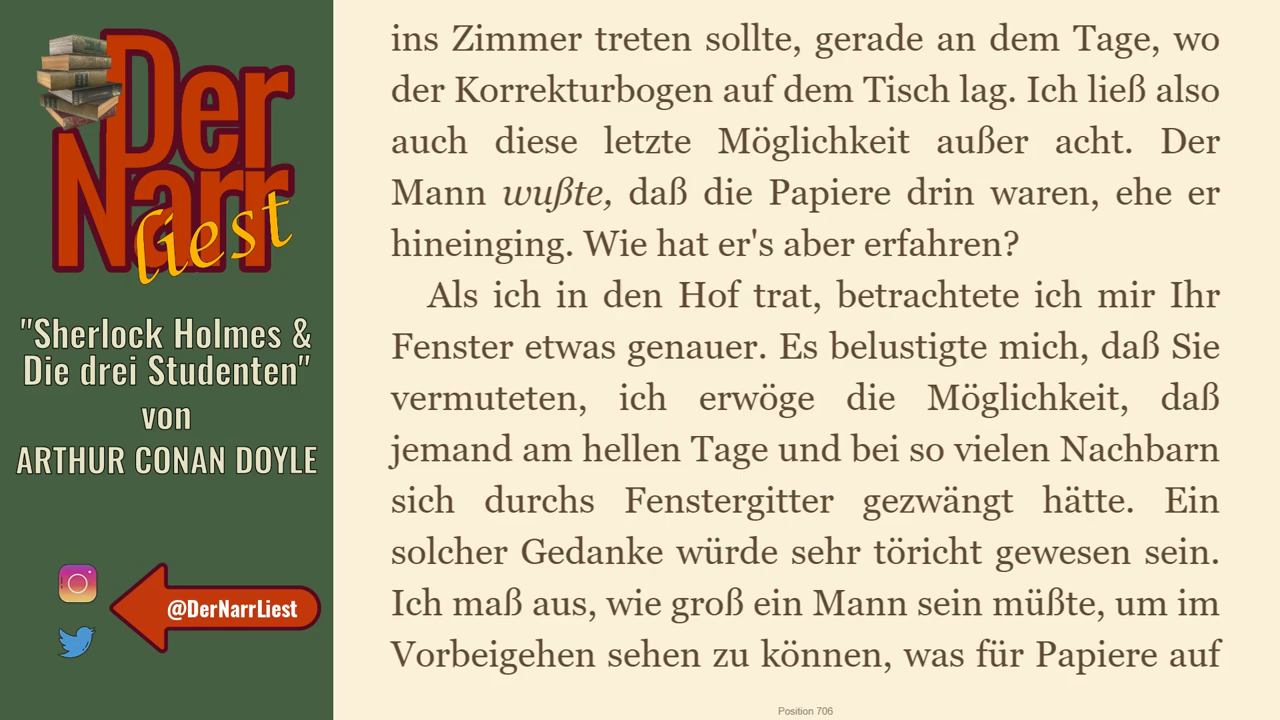 Der
Narr
liest
"Sherlock Holmes &
Die drei Studenten"
von
ARTHUR CONAN DOYLE
@DerNarrLiest
ins Zimmer treten sollte, gerade an dem Tage, wo
der Korrekturbogen auf dem Tisch lag. Ich ließ also
auch diese letzte Möglichkeit außer acht. Der
Mann wußte, daß die Papiere drin waren, ehe er
hineinging. Wie hat er's aber erfahren?
Als ich in den Hof trat, betrachtete ich mir Ihr
Fenster etwas genauer. Es belustigte mich, daß Sie
vermuteten, ich erwöge die Möglichkeit, daß
jemand am hellen Tage und bei so vielen Nachbarn
sich durchs Fenstergitter gezwängt hätte. Ein
solcher Gedanke würde sehr töricht gewesen sein.
Ich maß aus, wie groß ein Mann sein müßte, um im
Vorbeigehen sehen zu können, was für Papiere auf
Position 706